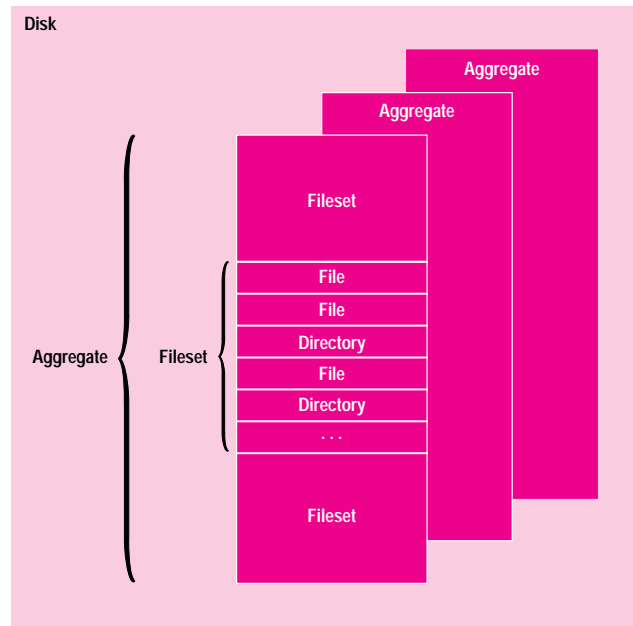 Disk
Aggregate
Aggregate
Fileset
File
File
Directory
Aggregate
Fileset
File
Directory
. . .
Fileset